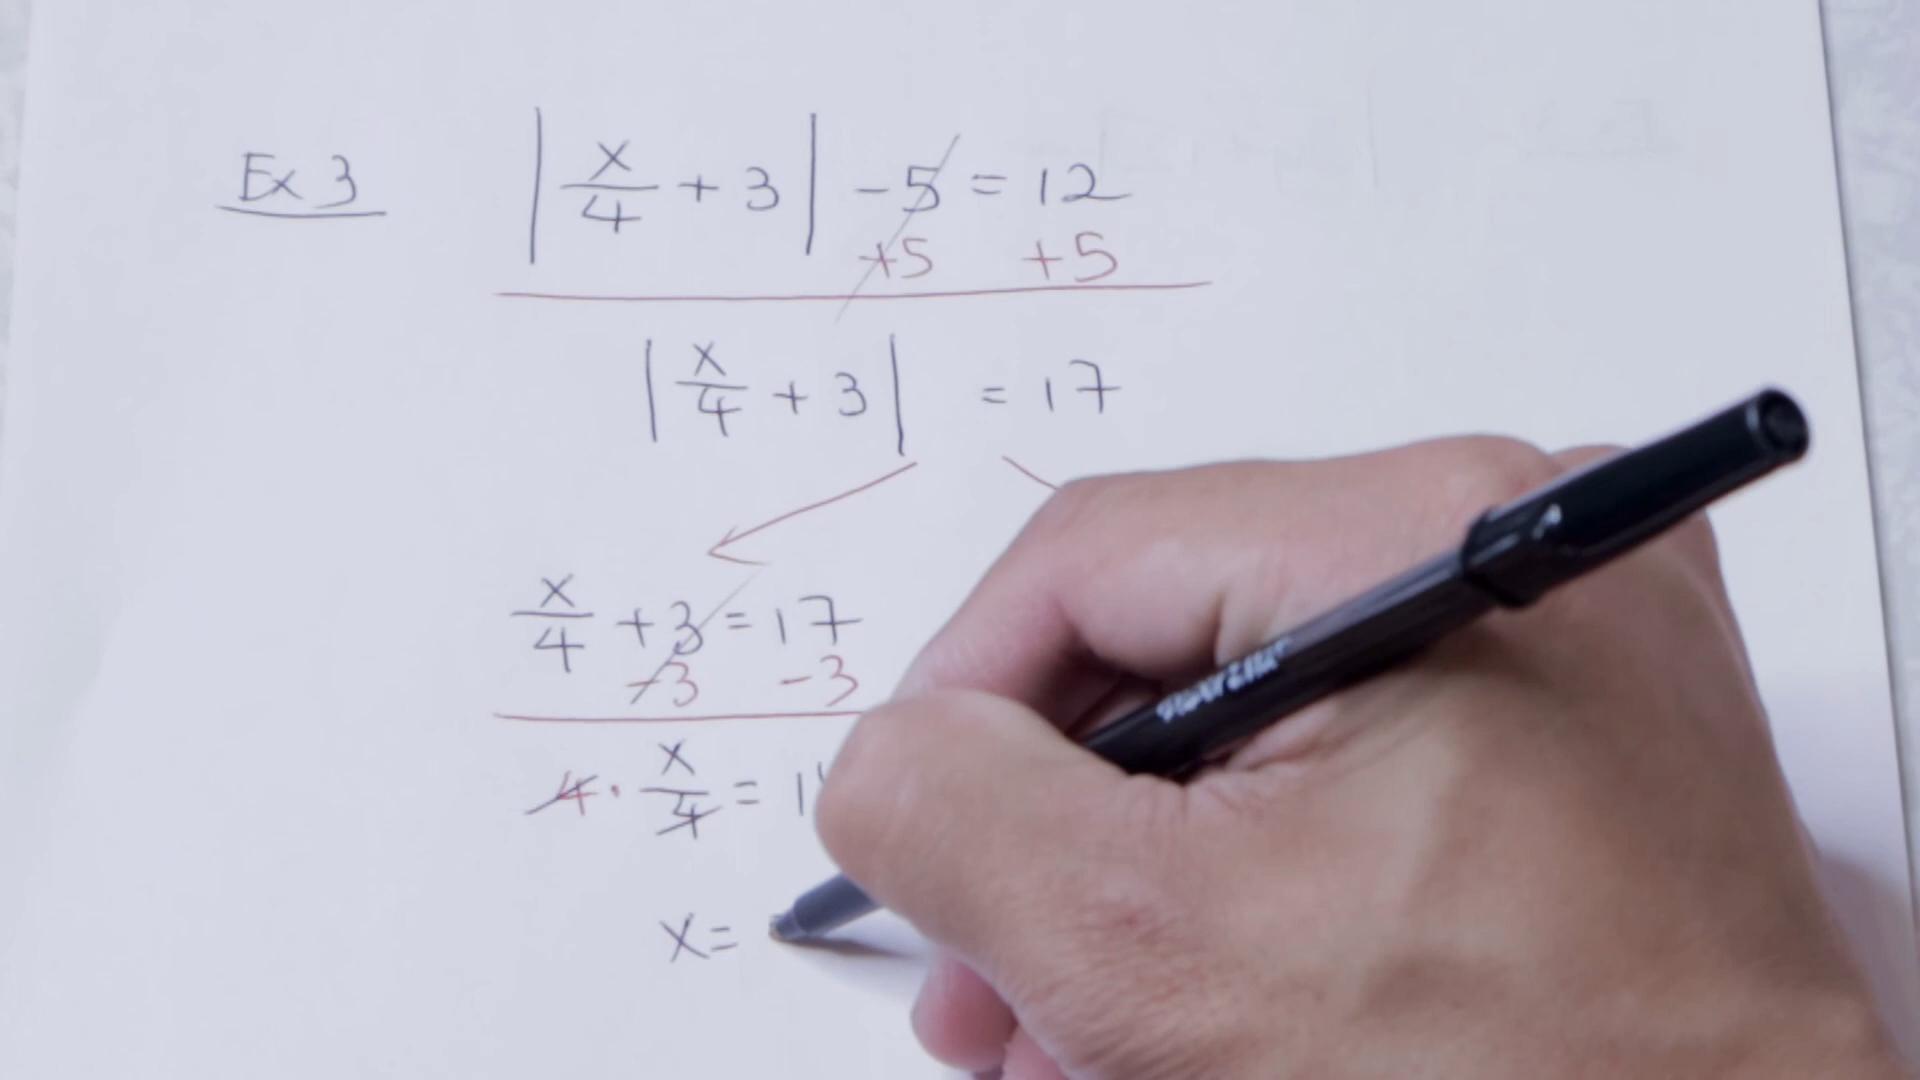 Ex 3
|x/4 + 3| - 5 = 12
+5 +5
|x/4 + 3| = 17
x/4 + 3 = 17
-3 -3
4 · x/4 = 1
x =